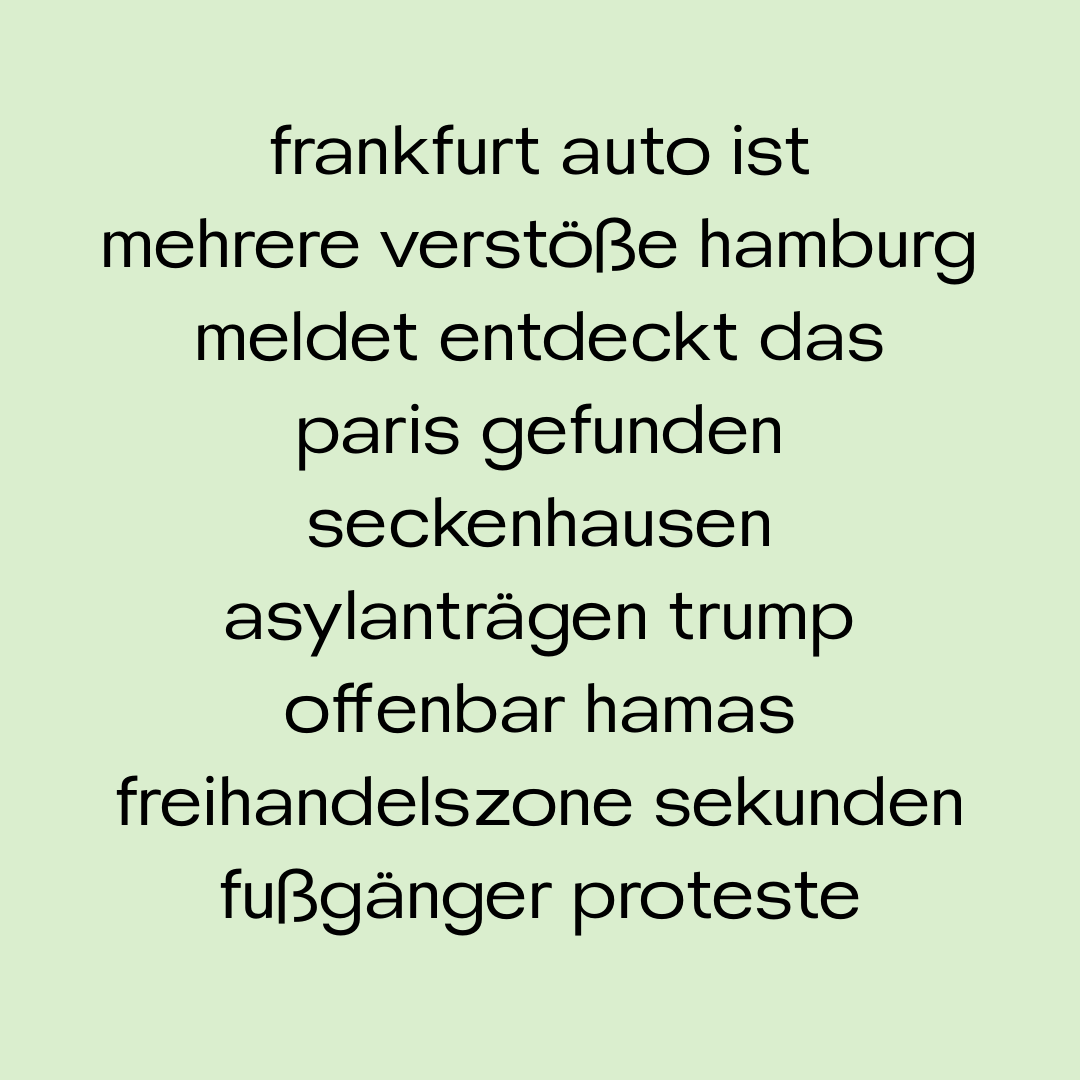 frankfurt auto ist
mehrere verstöße hamburg
meldet entdeckt das
paris gefunden
seckenhausen
asylanträgen trump
offenbar hamas
freihandelszone sekunden
fußgänger proteste